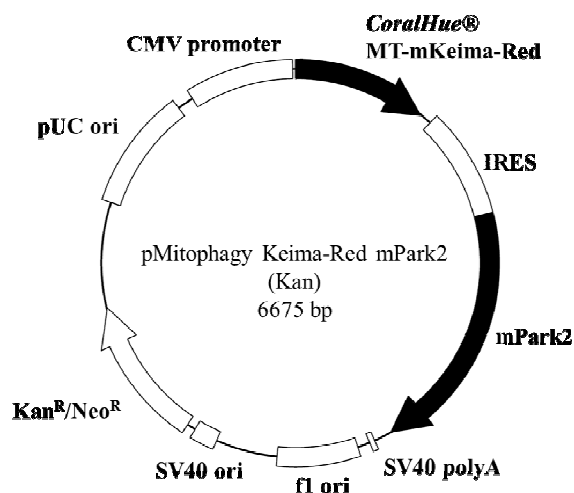 CoralHue®
MT-mKeima-Red
CMV promoter
pUC ori
IRES
pMitophagy Keima-Red mPark2
(Kan)
6675 bp
mPark2
Kanᴿ/Neoᴿ
SV40 ori
f1 ori
SV40 polyA